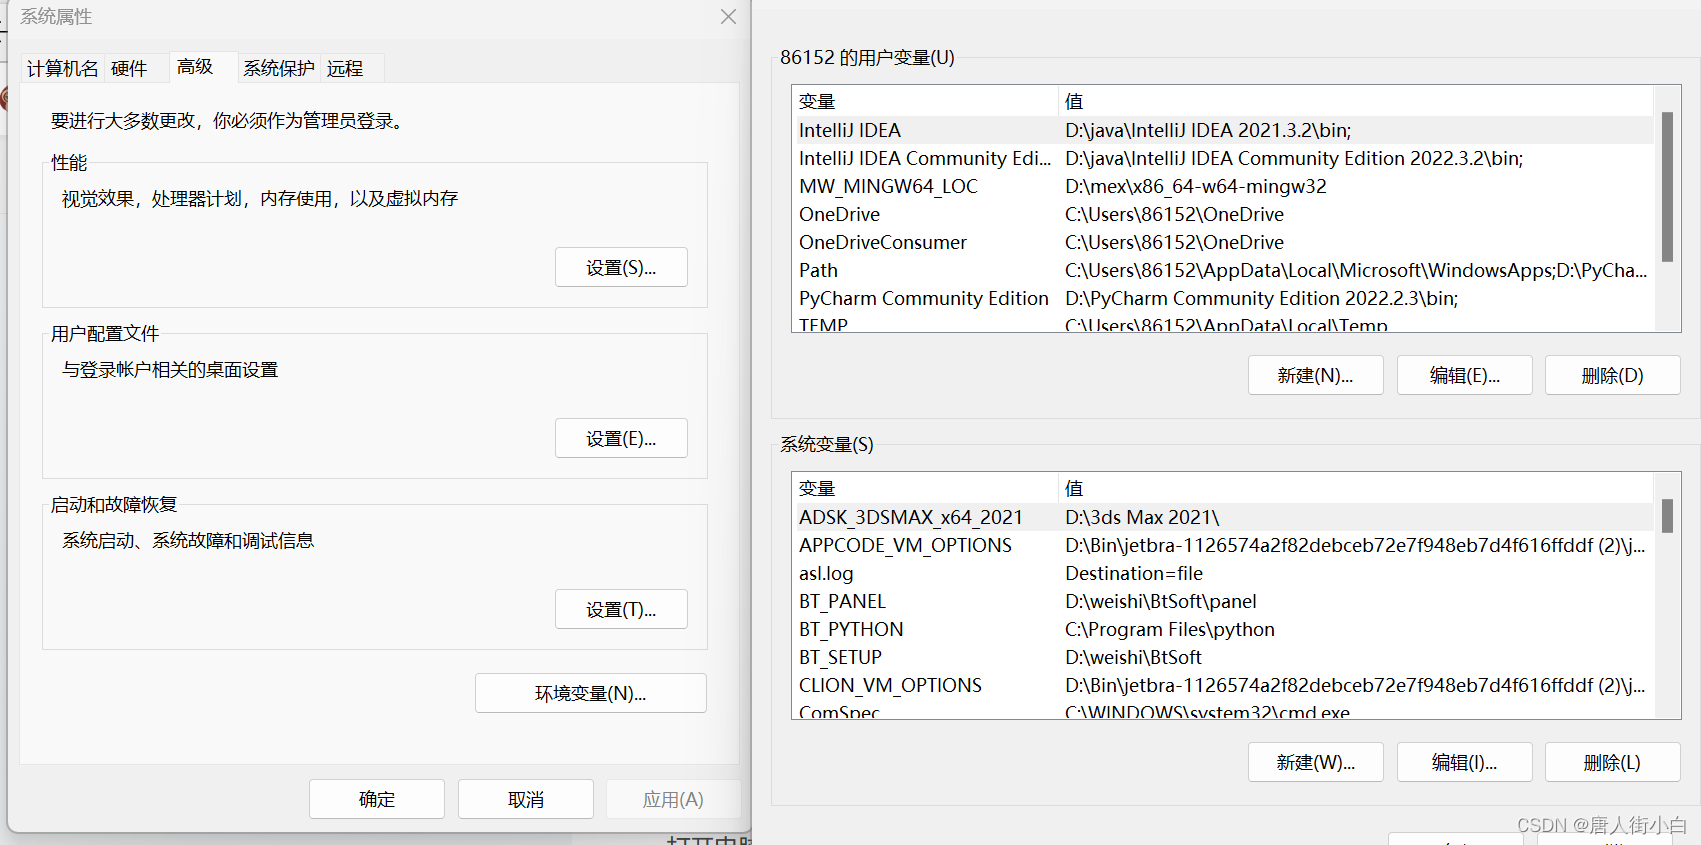 系统属性
计算机名 硬件 高级 系统保护 远程
要进行大多数更改，你必须作为管理员登录。
性能
视觉效果，处理器计划，内存使用，以及虚拟内存
设置(S)...
用户配置文件
与登录帐户相关的桌面设置
设置(E)...
启动和故障恢复
系统启动、系统故障和调试信息
设置(T)...
环境变量(N)...
确定 取消 应用(A)
86152 的用户变量(U)
变量 值
IntelliJ IDEA D:\java\IntelliJ IDEA 2021.3.2\bin;
IntelliJ IDEA Community Edi... D:\java\IntelliJ IDEA Community Edition 2022.3.2\bin;
MW_MINGW64_LOC D:\mex\x86_64-w64-mingw32
OneDrive C:\Users\86152\OneDrive
OneDriveConsumer C:\Users\86152\OneDrive
Path C:\Users\86152\AppData\Local\Microsoft\WindowsApps;D:\PyCha...
PyCharm Community Edition D:\PyCharm Community Edition 2022.2.3\bin;
TEMP C:\Users\86152\AppData\Local\Temp
新建(N)... 编辑(E)... 删除(D)
系统变量(S)
变量 值
ADSK_3DSMAX_x64_2021 D:\3ds Max 2021\
APPCODE_VM_OPTIONS D:\Bin\jetbra-1126574a2f82debceb72e7f948eb7d4f616ffddf (2)\j...
asl.log Destination=file
BT_PANEL D:\weishi\BtSoft\panel
BT_PYTHON C:\Program Files\python
BT_SETUP D:\weishi\BtSoft
CLION_VM_OPTIONS D:\Bin\jetbra-1126574a2f82debceb72e7f948eb7d4f616ffddf (2)\j...
ComSpec C:\WINDOWS\system32\cmd.exe
新建(W)... 编辑(I)... 删除(L)
CSDN @唐人街小白